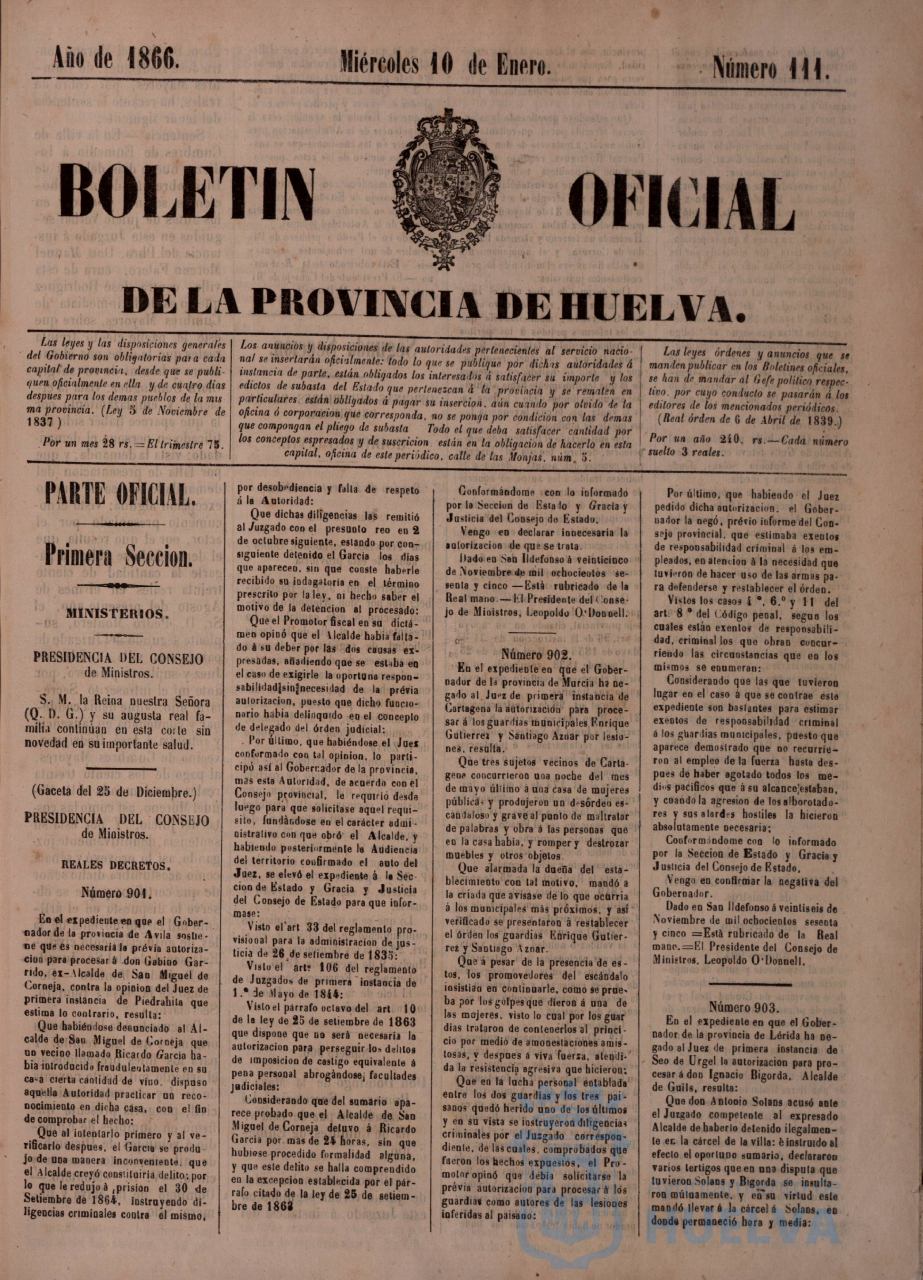 Año de 1866.
Miércoles 10 de Enero.
Número 111.
BOLETIN OFICIAL
DE LA PROVINCIA DE HUELVA.
Las leyes y las disposiciones generales
del Gobierno son obligatorias para cada
capital de provincia, desde que se publi-
quen oficialmente en ella y de cuatro dias
despues para los demas pueblos de la mis
ma provincia. (Ley 3 de Noviembre de
1837 )
Por un mes 28 rs.=El trimestre 75.
Los anuncios y disposiciones de las autoridades pertenecientes al servicio nacio-
nal se insertarán oficialmente: todo lo que se publique por dichas autoridades á
instancia de parte, están obligados los interesados á satisfacer su importe y los
edictos de subasta del Estado que pertenezcan á la provincia y se rematen en
particulares, están obligados á pagar su insercion, aun cuando por olvido de la
oficina ó corporacion que corresponda, no se ponga por condicion con las demas
que compongan el pliego de subasta Todo el que deba satisfacer cantidad por
los conceptos espresados y de suscricion, están en la obligacion de hacerlo en esta
capital, oficina de este periódico, calle de las Monjas, núm. 5.
Las leyes órdenes y anuncios que se
manden publicar en los Boletines oficiales,
se han de mandar al Gefe politico respec-
tivo, por cuyo conducto se pasarán á los
editores de los mencionados periódicos.
(Real órden de 6 de Abril de 1839.)
Por un año 240, rs.—Cada número
suelto 3 reales.
PARTE OFICIAL.
Primera Seccion.
MINISTERIOS.
PRESIDENCIA DEL CONSEJO
de Ministros.
S. M. la Reina nuestra Señora
(Q. D. G.) y su augusta real fa-
milia continúan en esta corte sin
novedad en su importante salud.
(Gaceta del 25 de Diciembre.)
PRESIDENCIA DEL CONSEJO
de Ministros.
REALES DECRETOS.
Número 901.
En el expediente en que el Gober-
nador de la provincia de Avila sostie-
ne que es necesaria la prévia autoriza-
cion para procesar á don Gabino Gar-
rido, ex-Alcalde de San Miguel de
Corneja, contra la opinion del Juez de
primera instancia de Piedrahita que
estima lo contrario, resulta:
Que habiéndose denunciado al Al-
calde de San Miguel de Corneja que
un vecino llamado Ricardo Garcia ha-
bia introducido fraudulentamente en su
casa cierta cantidad de vino, dispuso
aquella Autoridad practicar un reco-
nocimiento en dicha casa, con el fin
de comprobar el hecho:
Que al intentarlo primero y al ve-
rificarlo despues, el Garcia se produ-
jo de una manera inconveniente, que
el Alcalde creyó constituiria delito; por
lo que le redujo á prision el 30 de
Setiembre de 1864, instruyendo di-
ligencias criminales contra el mismo,
por desobediencia y falta de respeto
á la Autoridad:
Que dichas diligencias las remitió
al Juzgado con el presunto reo en 2
de octubre siguiente, estando por con-
siguiente detenido el Garcia los dias
que aparecen, sin que conste haberle
recibido su indagatoria en el término
prescrito por la ley, ni hecho saber el
motivo de la detencion al procesado:
Que el Promotor fiscal en su dictá-
men opinó que el Alcalde habia falta-
do á su deber por las dos causas ex-
presadas, añadiendo que se estaba en
el caso de exigirle la oportuna respon-
sabilidad sin necesidad de la prévia
autorizacion, puesto que dicho funcio-
nario habia delinquido en el concepto
de delegado del órden judicial:
Por último, que habiéndose el Juez
conformado con tal opinion, lo parti-
cipó así al Gobernador de la provincia,
mas esta Autoridad, de acuerdo con el
Consejo provincial, le requirió desde
luego para que solicitase aquel requi-
sito, fundándose en el carácter admi-
nistrativo con que obró el Alcalde, y
habiendo posteriormente la Audiencia
del territorio confirmado el auto del
Juez, se elevó el expediente á la Sec-
cion de Estado y Gracia y Justicia
del Consejo de Estado para que infor-
mase:
Visto el art 33 del reglamento pro-
visional para la administracion de jus-
ticia de 26 de setiembre de 1835:
Visto el artº 106 del reglamento
de Juzgados de primera instancia de
1.º de Mayo de 1844:
Visto el párrafo octavo del art 10
de la ley de 25 de setiembre de 1863
que dispone que no será necesaria la
autorizacion para perseguir los delitos
de imposicion de castigo equivalente á
pena personal abrogándose facultades
judiciales:
Considerando que del sumario apa-
rece probado que el Alcalde de San
Miguel de Corneja detuvo á Ricardo
Garcia por mas de 24 horas, sin que
hubiese procedido formalidad alguna,
y que este delito se halla comprendido
en la excepcion establecida por el pár-
rafo citado de la ley de 25 de setiem-
bre de 1863
Conformándome con lo informado
por la Seccion de Estado y Gracia y
Justicia del Consejo de Estado,
Vengo en declarar innecesaria la
autorizacion de que se trata.
Dado en San Ildefonso á veinticinco
de Noviembre de mil ochocientos se-
senta y cinco —Está rubricado de la
Real mano.—El Presidente del Conse-
jo de Ministros, Leopoldo O'Donnell.
Número 902.
En el expediente en que el Gober-
nador de la provincia de Murcia ha ne-
gado al Juez de primera instancia de
Cartagena la autorización para proce-
sar á los guardias municipales Enrique
Gutierrez y Santiago Aznar por lesio-
nes, resulta.
Que tres sujetos vecinos de Carta-
gena concurrieron una noche del mes
de mayo último á una casa de mujeres
públicas y produjeron un desórden es-
candaloso y grave al punto de maltratar
de palabras y obra á las personas que
en la casa habia, y romper y destrozar
muebles y otros objetos.
Que alarmada la dueña del esta-
blecimiento con tal motivo, mandó á
la criada que avisase de lo que ocurria
á los municipales más próximos, y así
verificado se presentaron á restablecer
el órden los guardias Enrique Gutier-
rez y Santiago Aznar.
Que á pesar de la presencia de es-
tos, los promovedores del escándalo
insistian en continuarle, como se prue-
ba por los golpes que dieron á una de
las mujeres, visto lo cual por los guar
dias trataron de contenerlos al princi-
cio por medio de amonestaciones amis-
tosas, y despues á viva fuerza, atendi-
da la resistencia agresiva que hicieron;
Que en la lucha personal entablada
entre los dos guardias y los tres pai-
sanos quedó herido uno de los últimos
y en su vista se instruyeron diligencias
criminales por el Juzgado correspon-
diente, de las cuales, comprobados que
fueron los hechos expuestos, el Pro-
motor opinó que debia solicitarse la
prévia autorizacion para procesar á los
guardias como autores de las lesiones
inferidas al paisano:
Por último, que habiendo el Juez
pedido dicha autorizacion, el Gober-
nador la negó, prévio informe del Con-
sejo provincial, que estimaba exentos
de responsabilidad criminal á los em-
pleados, en atencion á la necesidad que
tuvieron de hacer uso de las armas pa-
ra defenderse y restablecer el órden.
Vistos los casos 4 º, 6.º y 11 del
art 8 º del Código penal, segun los
cuales están exentos de responsabili-
dad, criminal los que obran concur-
riendo las circunstancias que en los
mismos se enumeran:
Considerando que las que tuvieron
lugar en el caso á que se contrae este
expediente son bastantes para estimar
exentos de responsabilidad criminal
á los guardias municipales, puesto que
aparece demostrado que no recurrie-
ron al empleo de la fuerza hasta des-
pues de haber agotado todos los me-
dios pacíficos que á su alcance estaban,
y cuando la agresion de los alborotado-
res y sus alardes hostiles la hicieron
absolutamente necesaria;
Conformándome con lo informado
por la Seccion de Estado y Gracia y
Justicia del Consejo de Estado,
Vengo en confirmar la negativa del
Gobernador.
Dado en San Ildefonso á veintiseis de
Noviembre de mil ochocientos sesenta
y cinco =Está rubricado de la Real
mano.=El Presidente del Consejo de
Ministros, Leopoldo O'Donnell.
Número 903.
En el expediente en que el Gober-
nador de la provincia de Lérida ha ne-
gado al Juez de primera instancia de
Seo de Urgel la autorización para pro-
cesar á don Ignacio Bigorda, Alcalde
de Guils, resulta:
Que don Antonio Solans acusó ante
el Juzgado competente al expresado
Alcalde de haberlo detenido ilegalmen-
te en la cárcel de la villa: é instruido al
efecto el oportuno sumario, declararon
varios tertigos que en una disputa que
tuvieron Solans y Bigorda se insulta-
ron mútuamente, y en su virtud este
mandó llevar á la cárcel á Solans, en
donde permaneció hora y media:
HUELVA